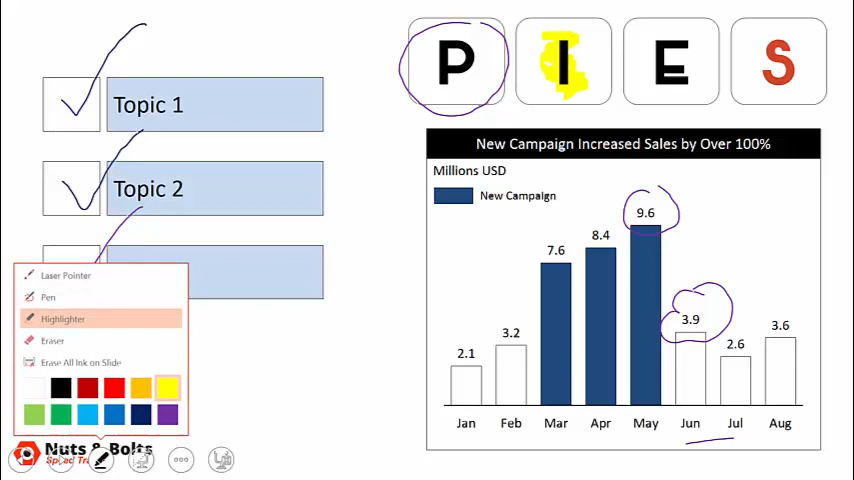 P I E S
Topic 1
Topic 2
New Campaign Increased Sales by Over 100%
Millions USD
New Campaign
9.6
8.4
7.6
3.9
3.6
3.2
2.6
2.1
Jan Feb Mar Apr May Jun Jul Aug
Laser Pointer
Pen
Highlighter
Eraser
Erase All Ink on Slide
Nuts & Bolts
Speed